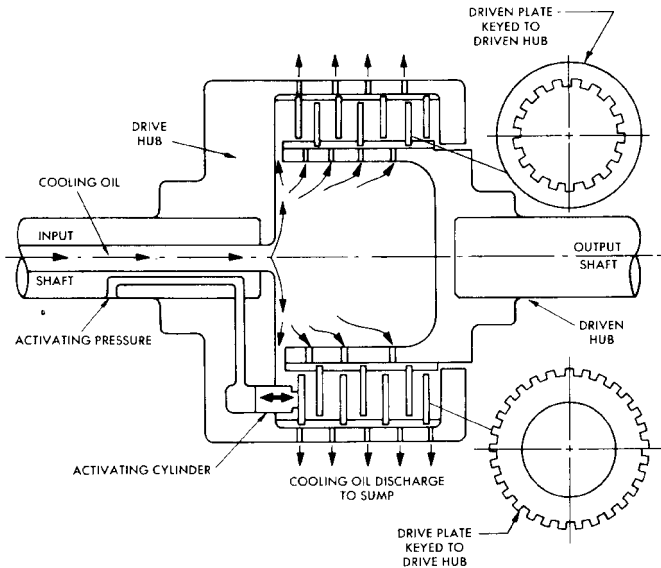 DRIVEN PLATE
KEYED TO
DRIVEN HUB
DRIVE
HUB
COOLING OIL
INPUT
SHAFT
OUTPUT
SHAFT
ACTIVATING PRESSURE
DRIVEN
HUB
ACTIVATING CYLINDER
COOLING OIL DISCHARGE
TO SUMP
DRIVE PLATE
KEYED TO
DRIVE HUB